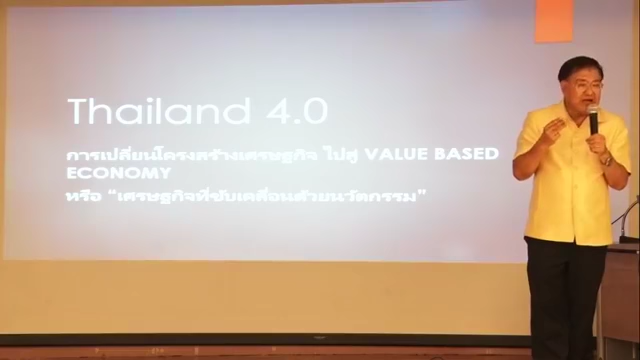 Thailand 4.0
การเปลี่ยนโครงสร้างเศรษฐกิจ ไปสู่ VALUE BASED
ECONOMY
หรือ “เศรษฐกิจที่ขับเคลื่อนด้วยนวัตกรรม”